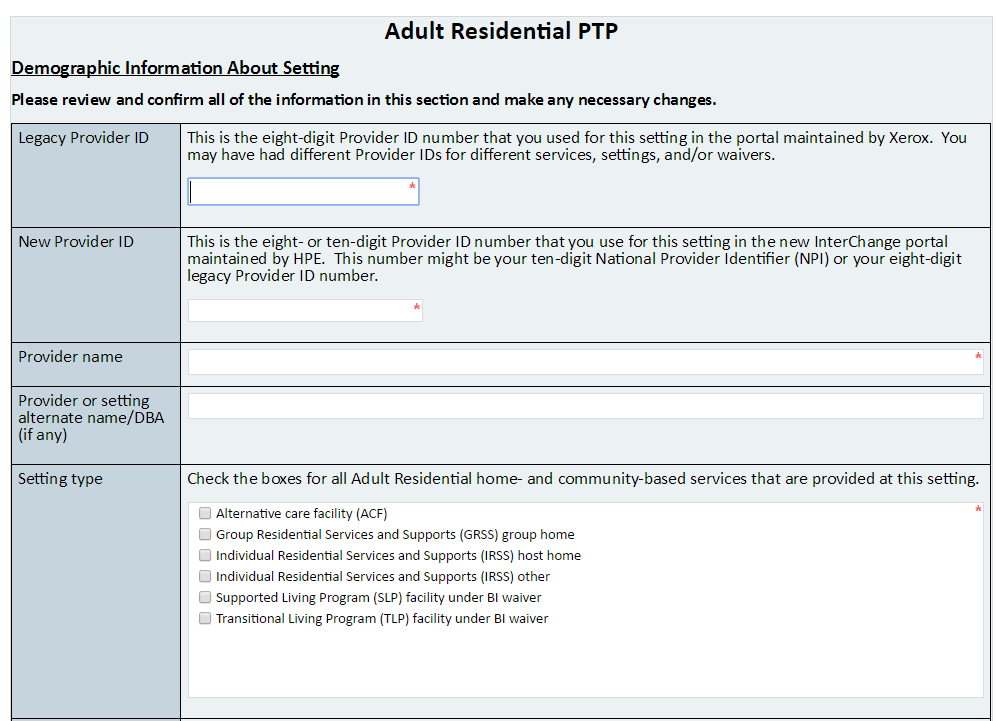 Adult Residential PTP
Demographic Information About Setting
Please review and confirm all of the information in this section and make any necessary changes.
Legacy Provider ID
This is the eight-digit Provider ID number that you used for this setting in the portal maintained by Xerox.  You
may have had different Provider IDs for different services, settings, and/or waivers.
*
New Provider ID
This is the eight- or ten-digit Provider ID number that you use for this setting in the new InterChange portal
maintained by HPE.  This number might be your ten-digit National Provider Identifier (NPI) or your eight-digit
legacy Provider ID number.
*
Provider name
*
Provider or setting
alternate name/DBA
(if any)
Setting type
Check the boxes for all Adult Residential home- and community-based services that are provided at this setting.
*
Alternative care facility (ACF)
Group Residential Services and Supports (GRSS) group home
Individual Residential Services and Supports (IRSS) host home
Individual Residential Services and Supports (IRSS) other
Supported Living Program (SLP) facility under BI waiver
Transitional Living Program (TLP) facility under BI waiver